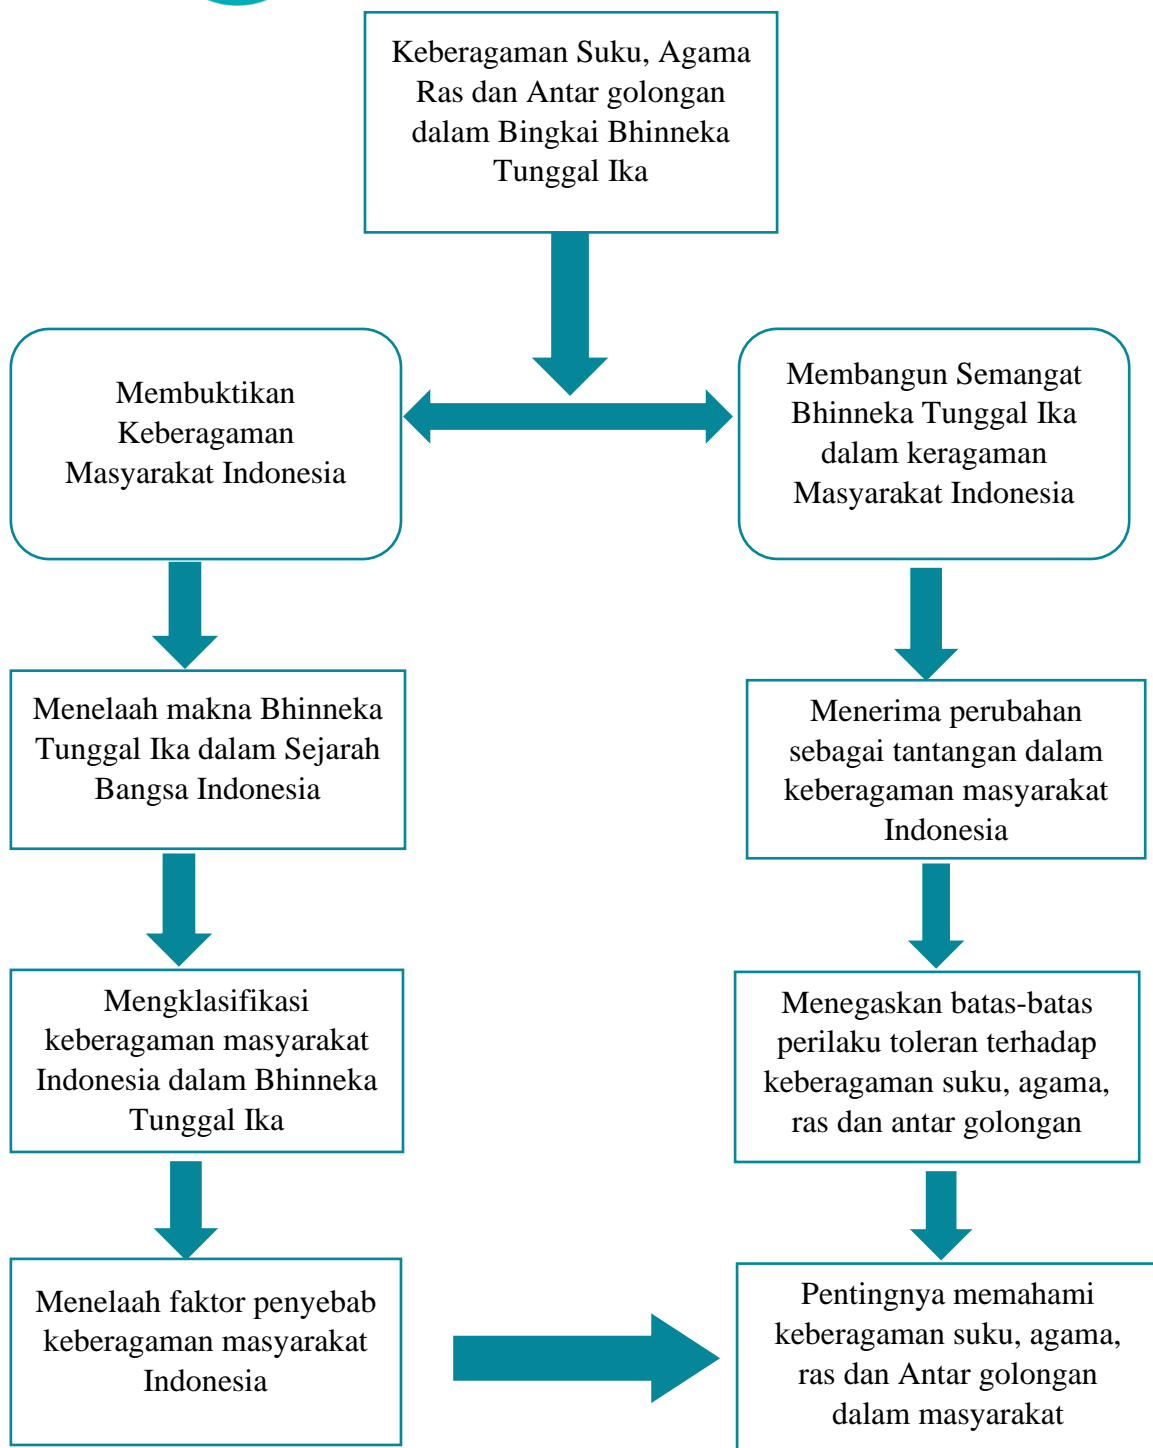 Keberagaman Suku, Agama
Ras dan Antar golongan
dalam Bingkai Bhinneka
Tunggal Ika
Membuktikan
Keberagaman
Masyarakat Indonesia
Membangun Semangat
Bhinneka Tunggal Ika
dalam keragaman
Masyarakat Indonesia
Menelaah makna Bhinneka
Tunggal Ika dalam Sejarah
Bangsa Indonesia
Menerima perubahan
sebagai tantangan dalam
keberagaman masyarakat
Indonesia
Mengklasifikasi
keberagaman masyarakat
Indonesia dalam Bhinneka
Tunggal Ika
Menegaskan batas-batas
perilaku toleran terhadap
keberagaman suku, agama,
ras dan antar golongan
Menelaah faktor penyebab
keberagaman masyarakat
Indonesia
Pentingnya memahami
keberagaman suku, agama,
ras dan Antar golongan
dalam masyarakat